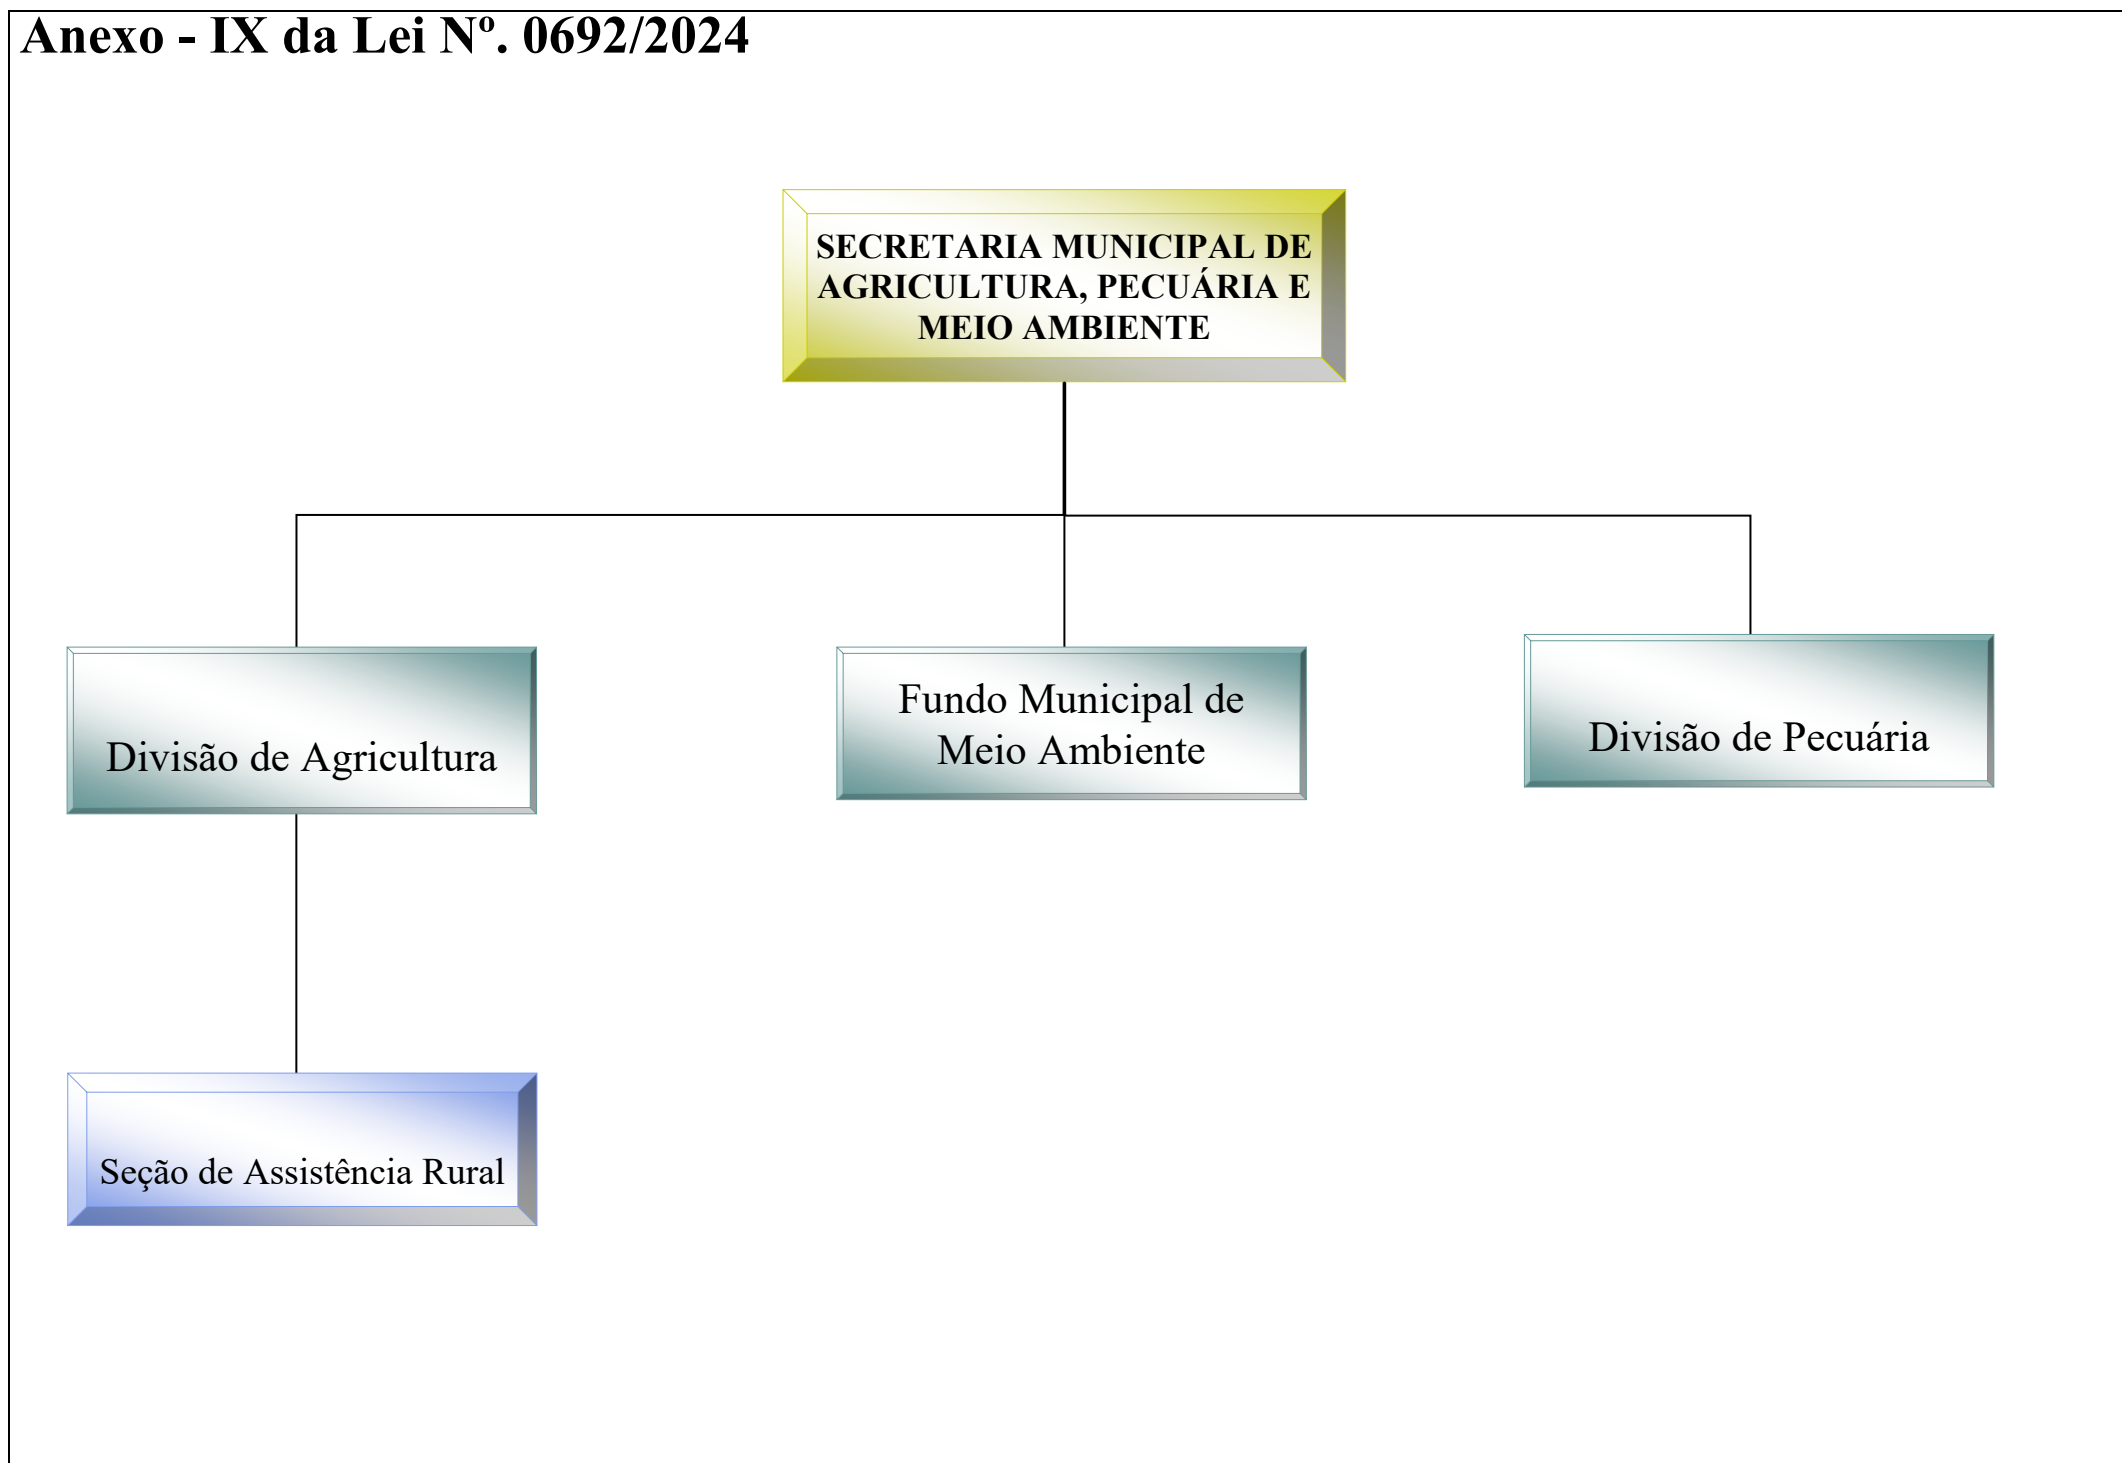 Anexo - IX da Lei Nº. 0692/2024
SECRETARIA MUNICIPAL DE
AGRICULTURA, PECUÁRIA E
MEIO AMBIENTE
Divisão de Agricultura
Fundo Municipal de
Meio Ambiente
Divisão de Pecuária
Seção de Assistência Rural